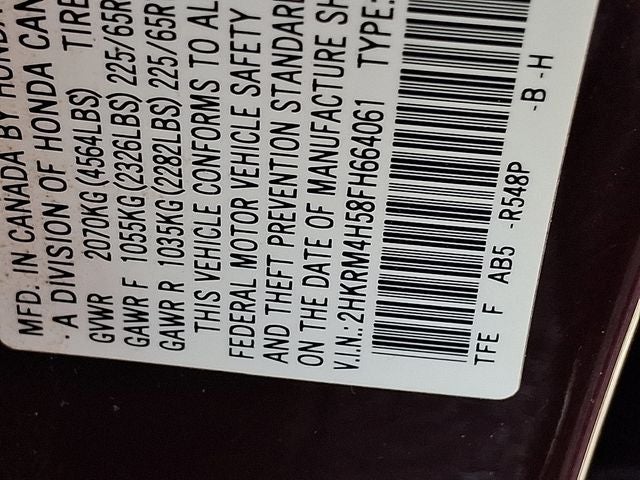 MFD. IN CANADA BY HONDA
A DIVISION OF HONDA CAN
GVWR 2070KG (4564LBS) TIRE
GAWR F 1055KG (2326LBS) 225/65R
GAWR R 1035KG (2282LBS) 225/65R
THIS VEHICLE CONFORMS TO AL
FEDERAL MOTOR VEHICLE SAFETY
AND THEFT PREVENTION STANDAR
ON THE DATE OF MANUFACTURE SH
V.I.N.: 2HKRM4H58FH664061 TYPE:
TFE F AB5 -R548P -B -H